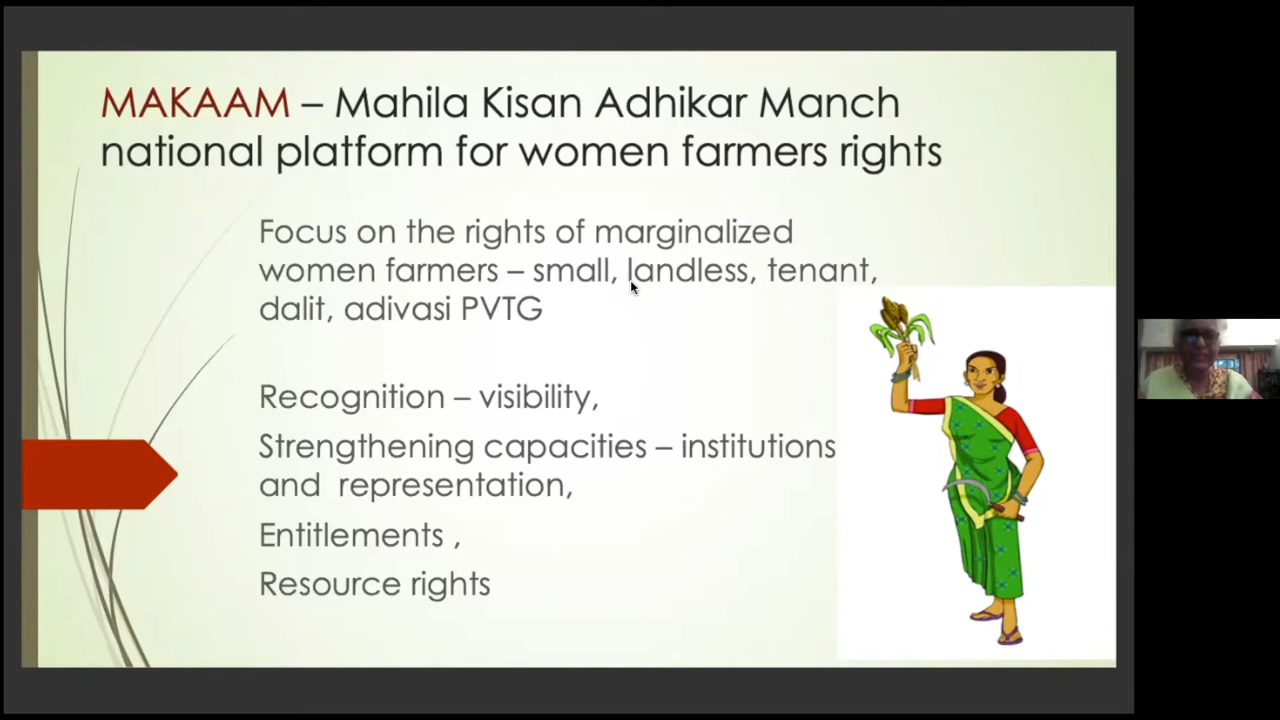 MAKAAM – Mahila Kisan Adhikar Manch
national platform for women farmers rights
Focus on the rights of marginalized
women farmers – small, landless, tenant,
dalit, adivasi PVTG
Recognition – visibility,
Strengthening capacities – institutions
and  representation,
Entitlements ,
Resource rights